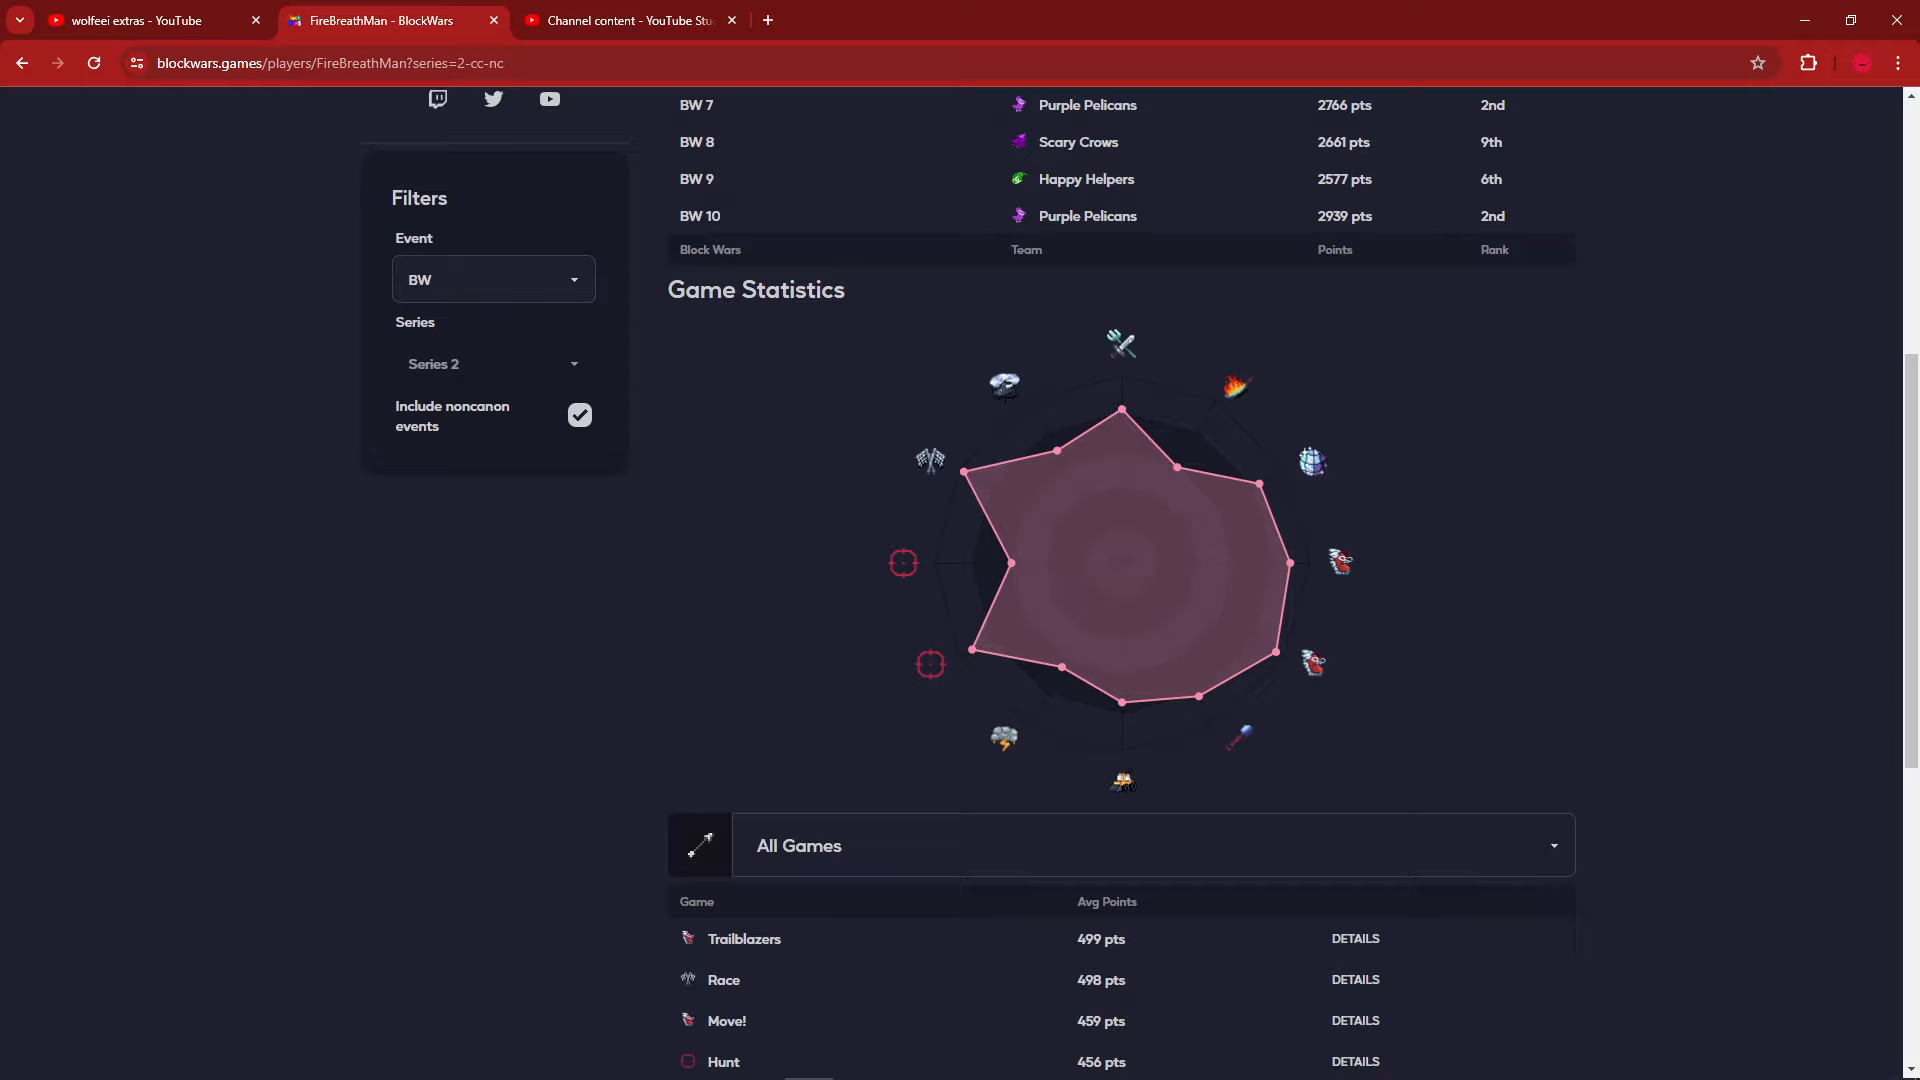 wolfeei extras - YouTube
FireBreathMan - BlockWars
Channel content - YouTube Stu
blockwars.games/players/FireBreathMan?series=2-cc-nc
BW 7 Purple Pelicans 2766 pts 2nd
BW 8 Scary Crows 2661 pts 9th
BW 9 Happy Helpers 2577 pts 6th
BW 10 Purple Pelicans 2939 pts 2nd
Block Wars Team Points Rank
Filters
Event
BW
Series
Series 2
Include noncanon
events
Game Statistics
All Games
Game Avg Points
Trailblazers 499 pts DETAILS
Race 498 pts DETAILS
Move! 459 pts DETAILS
Hunt 456 pts DETAILS